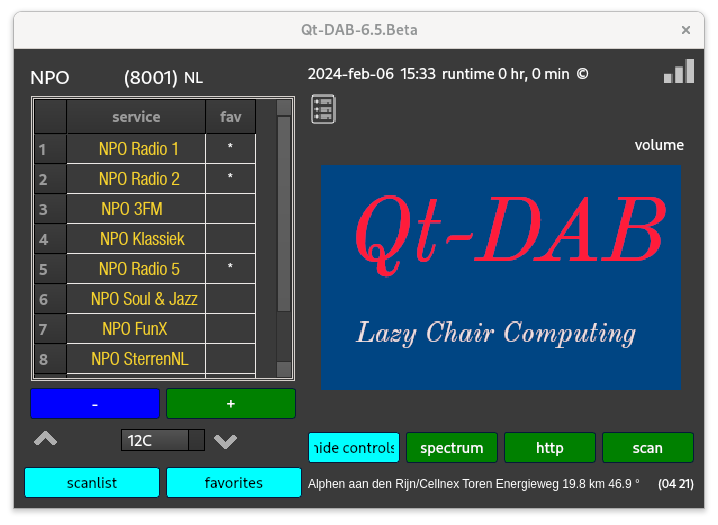 Qt-DAB-6.5.Beta ×
NPO (8001) NL
service fav
1 NPO Radio 1 *
2 NPO Radio 2 *
3 NPO 3FM
4 NPO Klassiek
5 NPO Radio 5 *
6 NPO Soul & Jazz
7 NPO FunX
8 NPO SterrenNL
- +
12C
scanlist favorites
2024-feb-06 15:33 runtime 0 hr, 0 min ©
volume
Qt-DAB
Lazy Chair Computing
hide controls spectrum http scan
Alphen aan den Rijn/Cellnex Toren Energieweg 19.8 km 46.9 ° (04 21)